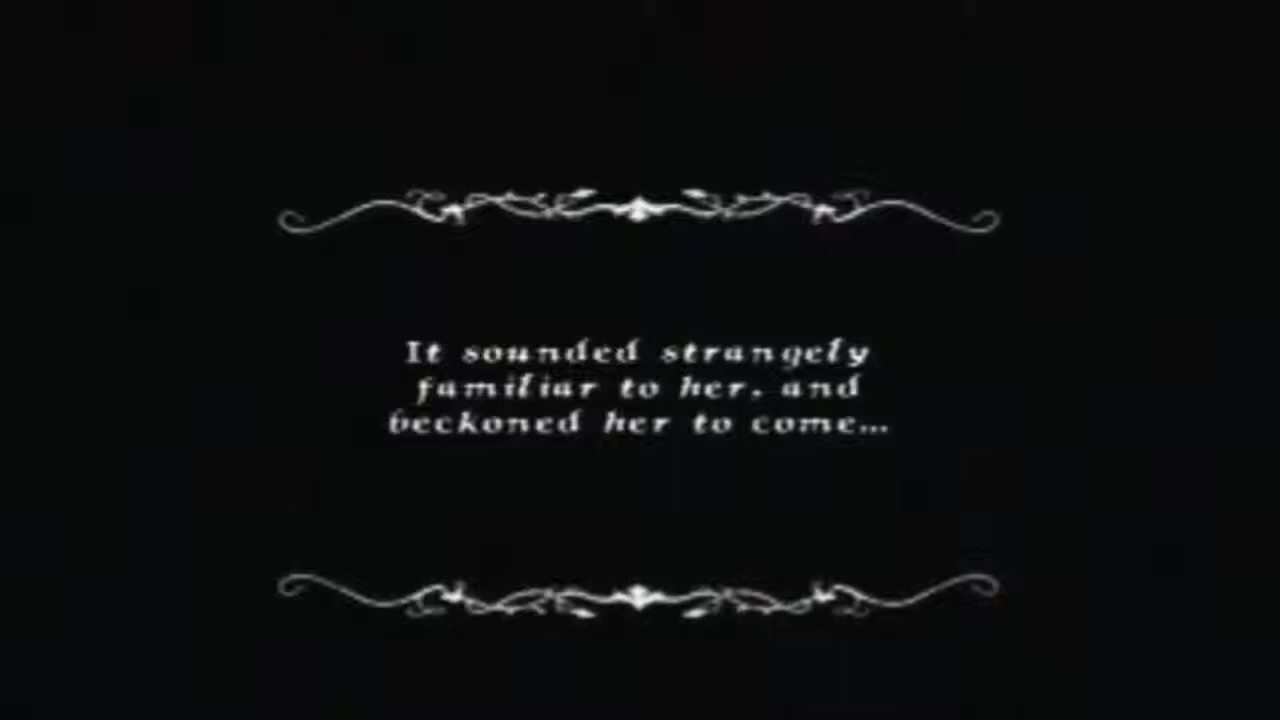 It sounded strangely
familiar to her, and
beckoned her to come...